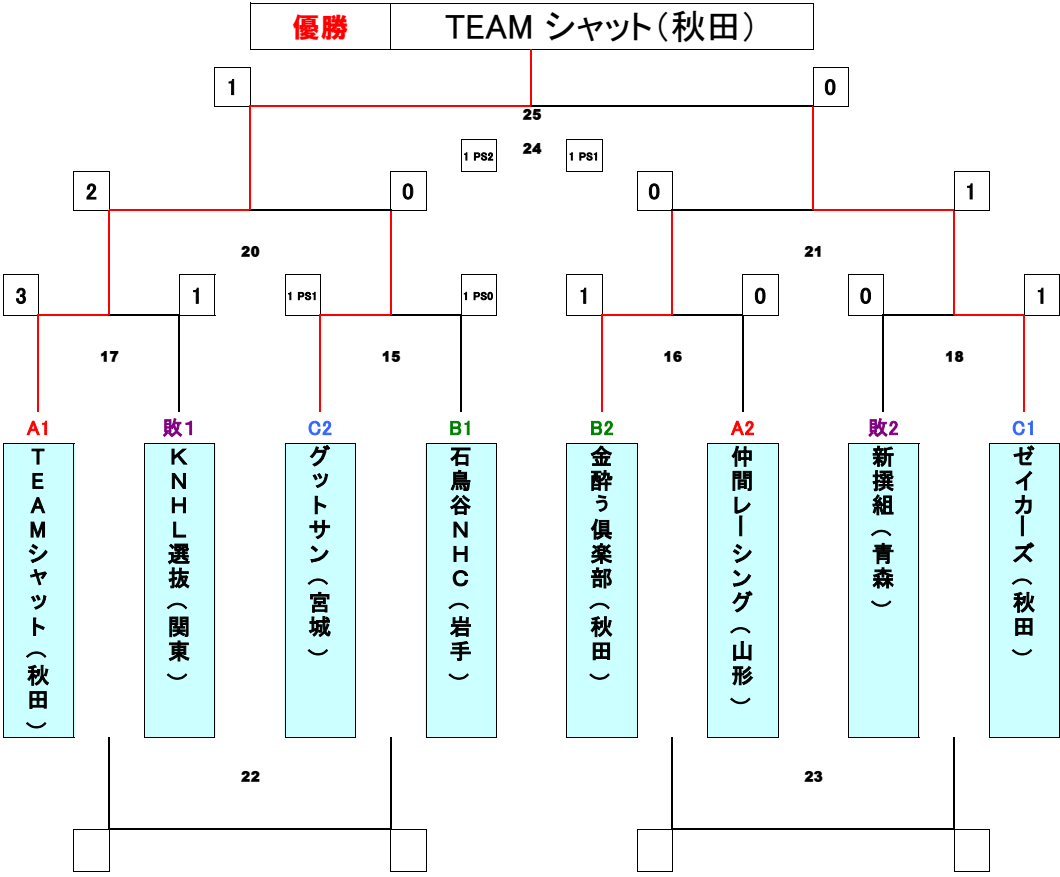 優勝 TEAM シャット（秋田）
1 0
25
1 PS2 24 1 PS1
2 0 0 1
20 21
3 1 1 PS1 1 PS0 1 0 0 1
17 15 16 18
A1 敗1 C2 B1 B2 A2 敗2 C1
ＴＥＡＭシャット（秋田）
ＫＮＨＬ選抜（関東）
グットサン（宮城）
石鳥谷ＮＨＣ（岩手）
金酔う倶楽部（秋田）
仲間レーシング（山形）
新撰組（青森）
ゼイカーズ（秋田）
22 23